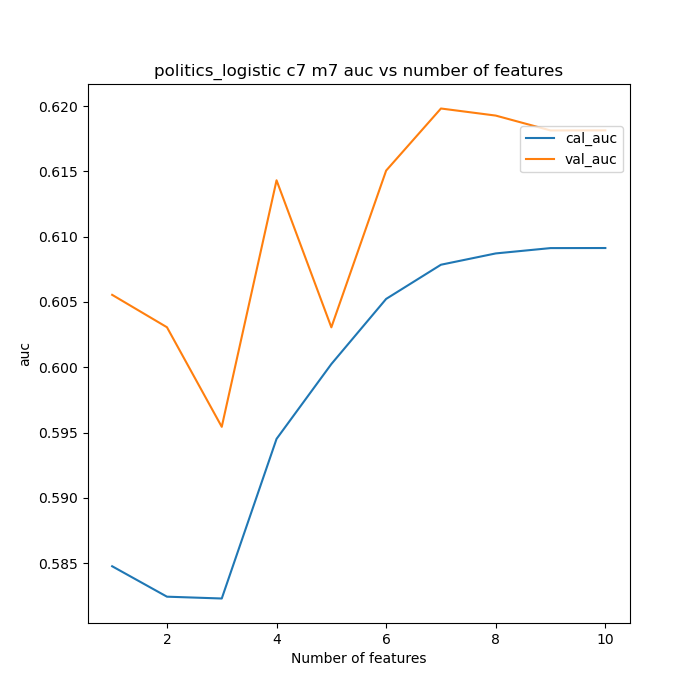 politics_logistic c7 m7 auc vs number of features
0.620
0.615
0.610
0.605
0.600
0.595
0.590
0.585
auc
cal_auc
val_auc
2 4 6 8 10
Number of features